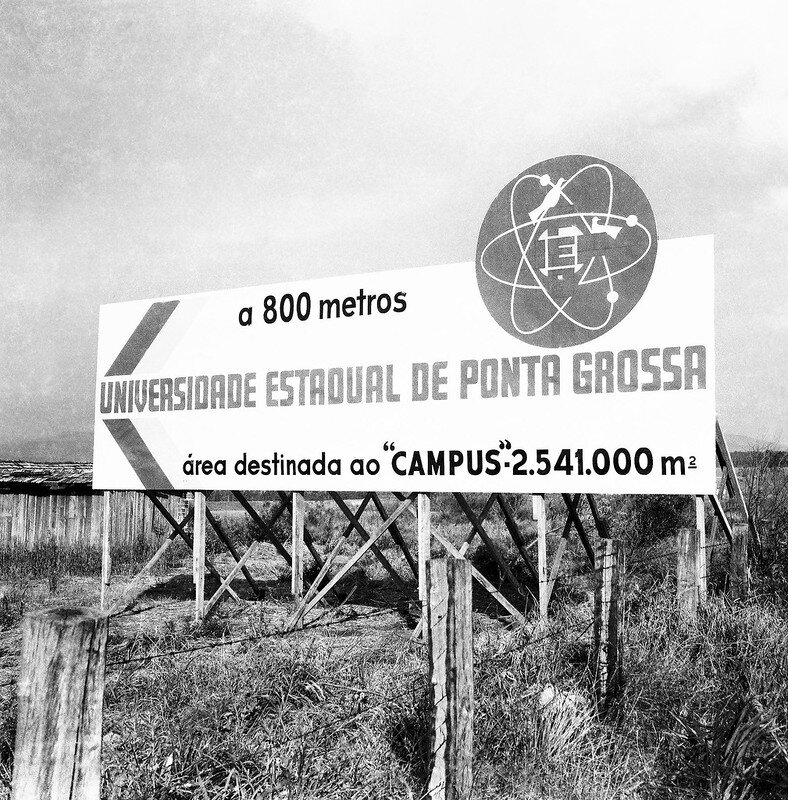 a 800 metros
UNIVERSIDADE ESTADUAL DE PONTA GROSSA
área destinada ao "CAMPUS"-2.541.000 m²